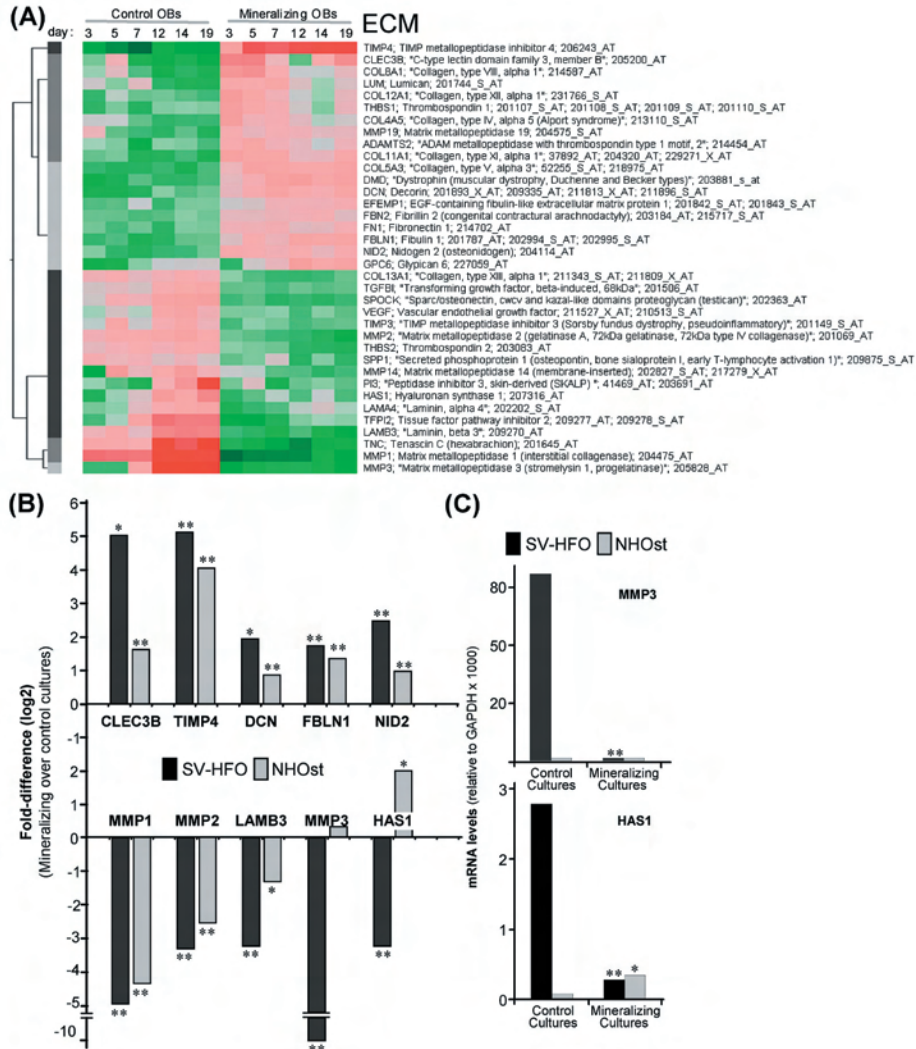 (A)
Control OBs Mineralizing OBs ECM
day: 3 5 7 12 14 19 3 5 7 12 14 19
TIMP4; TIMP metallopeptidase inhibitor 4; 206243_AT
CLEC3B; "C-type lectin domain family 3, member B"; 205200_AT
COL8A1; "Collagen, type VIII, alpha 1"; 214587_AT
LUM; Lumican; 201744_S_AT
COL12A1; "Collagen, type XII, alpha 1"; 231766_S_AT
THBS1; Thrombospondin 1; 201107_S_AT; 201108_S_AT; 201109_S_AT; 201110_S_AT
COL4A5; "Collagen, type IV, alpha 5 (Alport syndrome)"; 213110_S_AT
MMP19; Matrix metallopeptidase 19; 204575_S_AT
ADAMTS2; "ADAM metallopeptidase with thrombospondin type 1 motif, 2"; 214454_AT
COL11A1; "Collagen, type XI, alpha 1"; 37892_AT; 204320_AT; 229271_X_AT
COL5A3; "Collagen, type V, alpha 3"; 52255_S_AT; 218975_AT
DMD; "Dystrophin (muscular dystrophy, Duchenne and Becker types)"; 203881_s_at
DCN; Decorin; 201893_X_AT; 209335_AT; 211813_X_AT; 211896_S_AT
EFEMP1; EGF-containing fibulin-like extracellular matrix protein 1; 201842_S_AT; 201843_S_AT
FBN2; Fibrillin 2 (congenital contractural arachnodactyly); 203184_AT; 215717_S_AT
FN1; Fibronectin 1; 214702_AT
FBLN1; Fibulin 1; 201787_AT; 202994_S_AT; 202995_S_AT
NID2; Nidogen 2 (osteonidogen); 204114_AT
GPC6; Glypican 6; 227059_AT
COL13A1; "Collagen, type XIII, alpha 1"; 211343_S_AT; 211809_X_AT
TGFBI; "Transforming growth factor, beta-induced, 68kDa"; 201506_AT
SPOCK; "Sparc/osteonectin, cwcv and kazal-like domains proteoglycan (testican)"; 202363_AT
VEGF; Vascular endothelial growth factor; 211527_X_AT; 210513_S_AT
TIMP3; "TIMP metallopeptidase inhibitor 3 (Sorsby fundus dystrophy, pseudoinflammatory)"; 201149_S_AT
MMP2; "Matrix metallopeptidase 2 (gelatinase A, 72kDa gelatinase, 72kDa type IV collagenase)"; 201069_AT
THBS2; Thrombospondin 2; 203083_AT
SPP1; "Secreted phosphoprotein 1 (osteopontin, bone sialoprotein I, early T-lymphocyte activation 1)"; 209875_S_AT
MMP14; Matrix metallopeptidase 14 (membrane-inserted); 202827_S_AT; 217279_X_AT
PI3; "Peptidase inhibitor 3, skin-derived (SKALP) "; 41469_AT; 203691_AT
HAS1; Hyaluronan synthase 1; 207316_AT
LAMA4; "Laminin, alpha 4"; 202202_S_AT
TFPI2; Tissue factor pathway inhibitor 2; 209277_AT; 209278_S_AT
LAMB3; "Laminin, beta 3"; 209270_AT
TNC; Tenascin C (hexabrachion); 201645_AT
MMP1; Matrix metallopeptidase 1 (interstitial collagenase); 204475_AT
MMP3; "Matrix metallopeptidase 3 (stromelysin 1, progelatinase)"; 205828_AT
(B)
Fold-difference (log2)
(Mineralizing over control cultures)
6
5
4
3
2
1
0
* ** ** ** * ** ** ** ** **
CLEC3B TIMP4 DCN FBLN1 NID2
-1
2
1
0
-1
-2
-3
-4
-5
-10
SV-HFO NHOst
*
MMP1 MMP2 LAMB3 MMP3 HAS1
** ** ** ** ** * ** **
(C)
SV-HFO NHOst
mRNA levels (relative to GAPDH x 1000)
MMP3
80
50
20
**
Control Cultures Mineralizing Cultures
HAS1
3
2
1
0
** *
Control Cultures Mineralizing Cultures